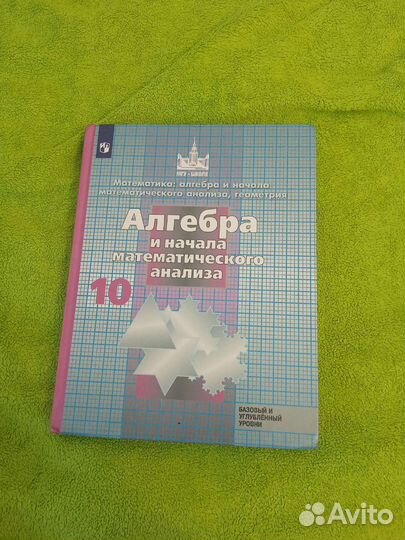 МГУ - ШКОЛЕ
Математика: алгебра и начала
математического анализа, геометрия
Алгебра
и начала
математического
анализа
10
БАЗОВЫЙ И
УГЛУБЛЁННЫЙ
УРОВНИ
Avito